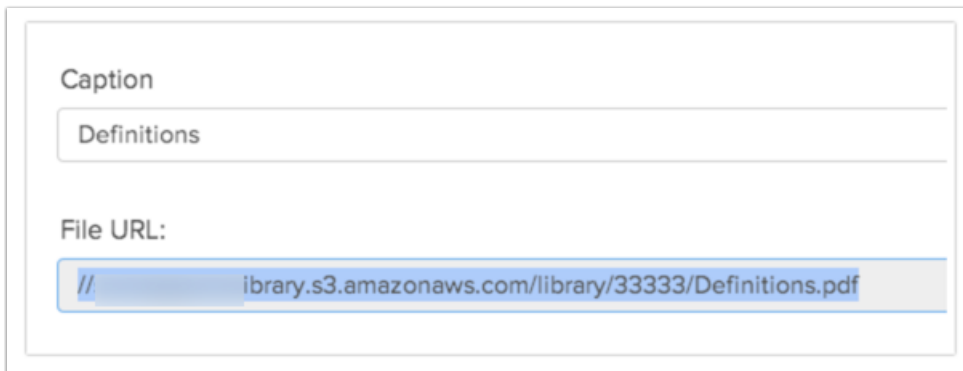 Caption
Definitions
File URL:
// ibrary.s3.amazonaws.com/library/33333/Definitions.pdf